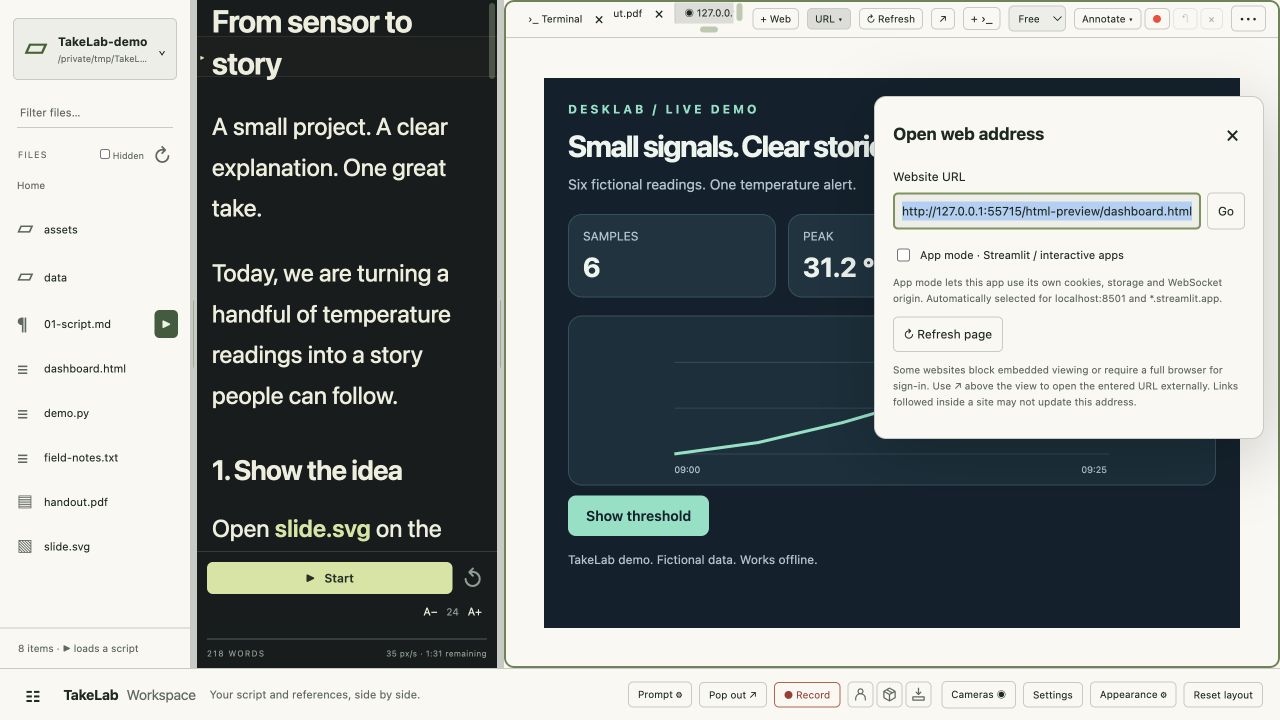 TakeLab-demo
/private/tmp/TakeL...
Filter files...
FILES
Hidden
Home
assets
data
01-script.md
dashboard.html
demo.py
field-notes.txt
handout.pdf
slide.svg
8 items · ▶ loads a script
From sensor to
story
A small project. A clear
explanation. One great
take.
Today, we are turning a
handful of temperature
readings into a story
people can follow.
1. Show the idea
Open slide.svg on the
▶ Start
A− 24 A+
218 WORDS
35 px/s · 1:31 remaining
›_ Terminal ×
ut.pdf ×
◉ 127.0.0.
+ Web
URL ▾
↻ Refresh
↗
+ ›_
Free
Annotate ▾
DESKLAB / LIVE DEMO
Small signals. Clear stori
Six fictional readings. One temperature alert.
SAMPLES
6
PEAK
31.2 °
09:00
09:25
Show threshold
TakeLab demo. Fictional data. Works offline.
Open web address
Website URL
http://127.0.0.1:55715/html-preview/dashboard.html
Go
App mode · Streamlit / interactive apps
App mode lets this app use its own cookies, storage and WebSocket
origin. Automatically selected for localhost:8501 and *.streamlit.app.
↻ Refresh page
Some websites block embedded viewing or require a full browser for
sign-in. Use ↗ above the view to open the entered URL externally. Links
followed inside a site may not update this address.
TakeLab Workspace
Your script and references, side by side.
Prompt ⚙
Pop out ↗
● Record
Cameras ◉
Settings
Appearance ⚙
Reset layout